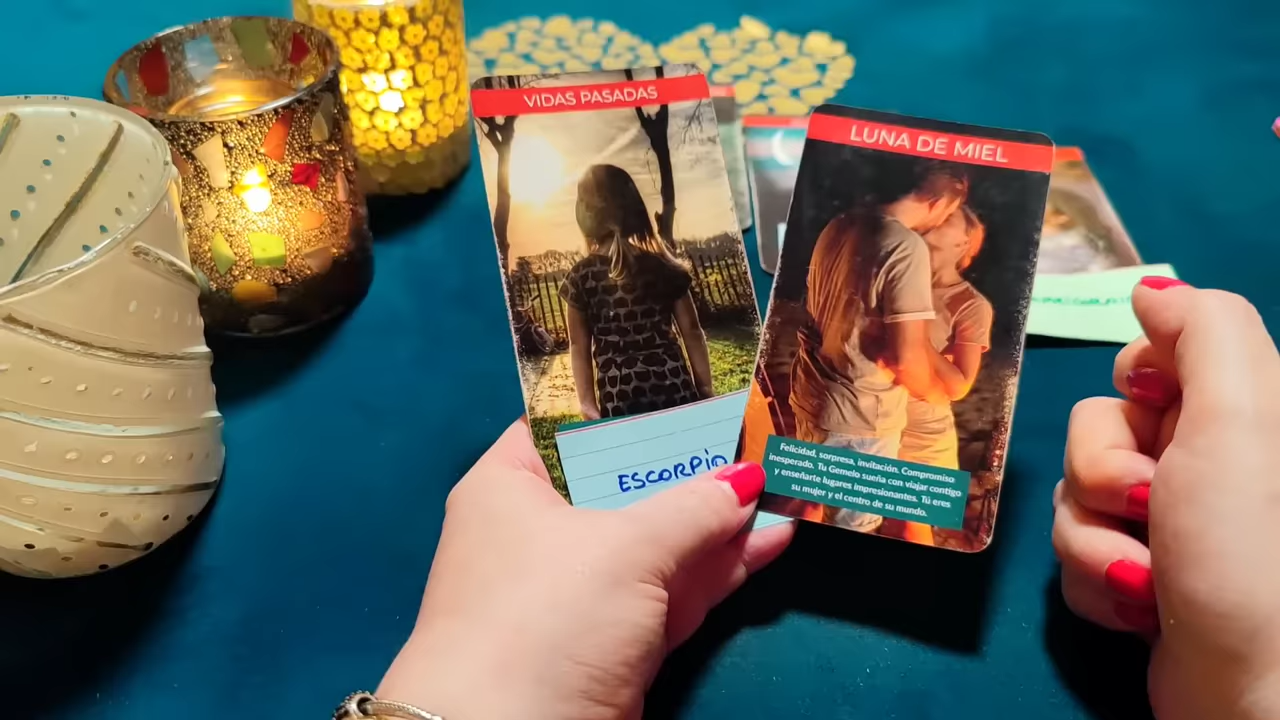 VIDAS PASADAS
LUNA DE MIEL
ESCORPIO
Felicidad, sorpresa, invitación. Compromiso
inesperado. Tu Gemelo sueña con viajar contigo
y enseñarte lugares impresionantes. Tú eres
su mujer y el centro de su mundo.